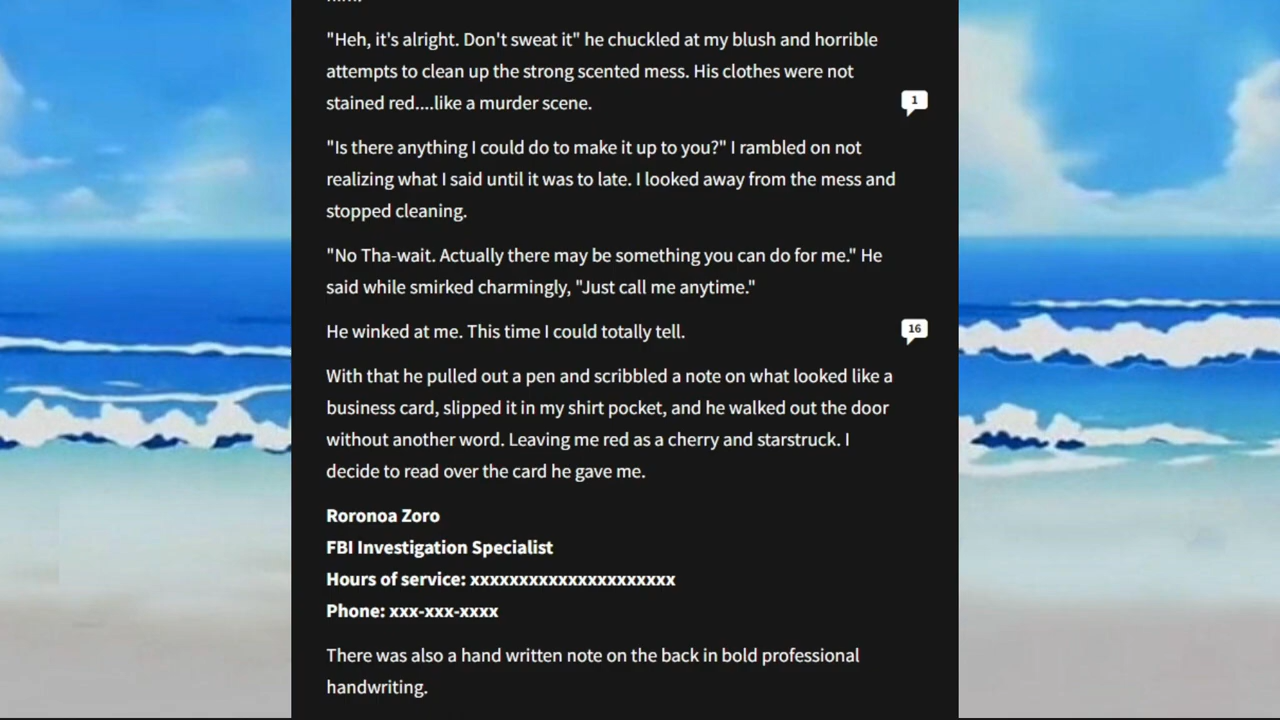 "Heh, it's alright. Don't sweat it" he chuckled at my blush and horrible
attempts to clean up the strong scented mess. His clothes were not
stained red....like a murder scene.
1
"Is there anything I could do to make it up to you?" I rambled on not
realizing what I said until it was to late. I looked away from the mess and
stopped cleaning.
"No Tha-wait. Actually there may be something you can do for me." He
said while smirked charmingly, "Just call me anytime."
He winked at me. This time I could totally tell.
16
With that he pulled out a pen and scribbled a note on what looked like a
business card, slipped it in my shirt pocket, and he walked out the door
without another word. Leaving me red as a cherry and starstruck. I
decide to read over the card he gave me.
Roronoa Zoro
FBI Investigation Specialist
Hours of service: xxxxxxxxxxxxxxxxxxxxx
Phone: xxx-xxx-xxxx
There was also a hand written note on the back in bold professional
handwriting.